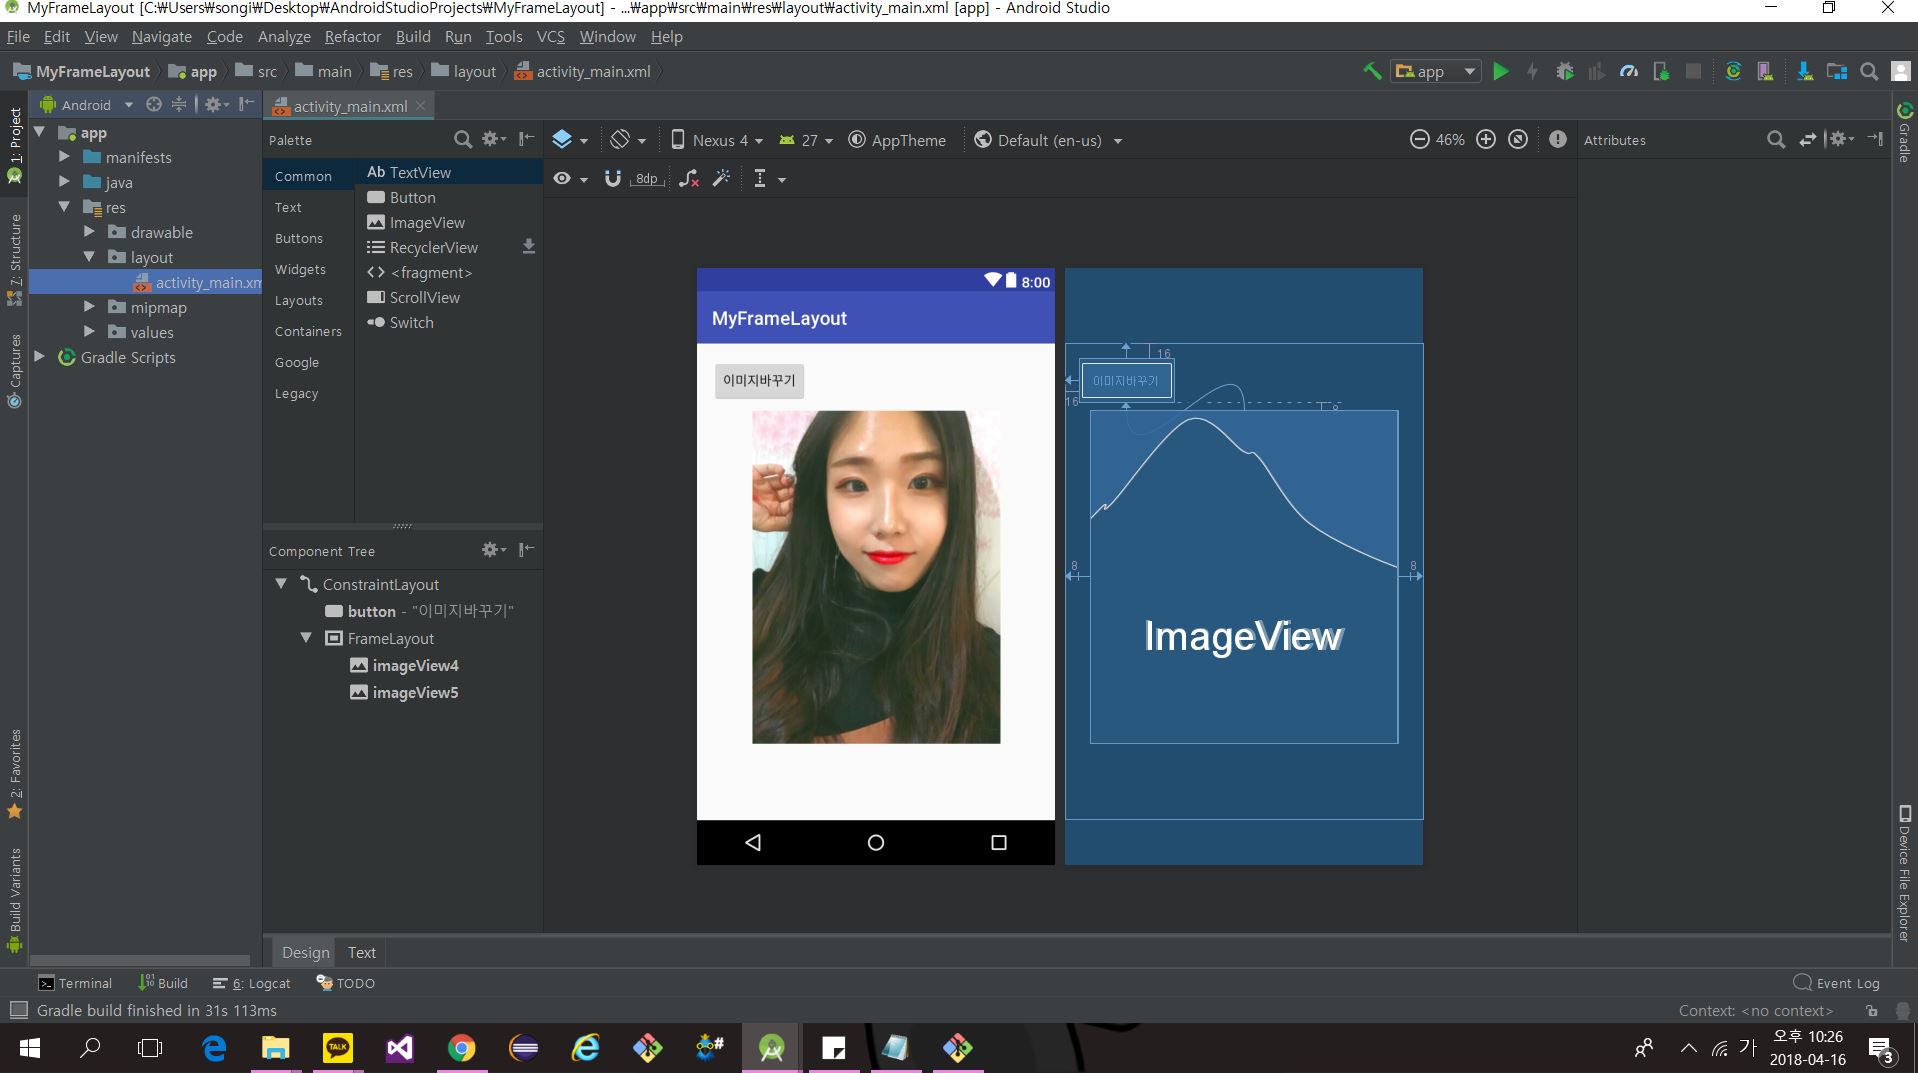 MyFrameLayout [C:₩Users₩songi₩Desktop₩AndroidStudioProjects₩MyFrameLayout] - ...₩app₩src₩main₩res₩layout₩activity_main.xml [app] - Android Studio
File Edit View Navigate Code Analyze Refactor Build Run Tools VCS Window Help
MyFrameLayout app src main res layout activity_main.xml app
Android
activity_main.xml
1: Project
7: Structure
Captures
2: Favorites
Build Variants
app
manifests
java
res
drawable
layout
activity_main.xm
mipmap
values
Gradle Scripts
Palette
Common
Text
Buttons
Widgets
Layouts
Containers
Google
Legacy
Ab TextView
Button
ImageView
RecyclerView
<fragment>
ScrollView
Switch
Component Tree
ConstraintLayout
button - "이미지바꾸기"
FrameLayout
imageView4
imageView5
Nexus 4 27 AppTheme Default (en-us) 46%
8dp
Attributes
Gradle
Device File Explorer
8:00
MyFrameLayout
이미지바꾸기
16
이미지바꾸기
16
8
8
8
ImageView
Design Text
Terminal Build 6: Logcat TODO Event Log
Gradle build finished in 31s 113ms Context: <no context>
TALK
가
오후 10:26
2018-04-16
3